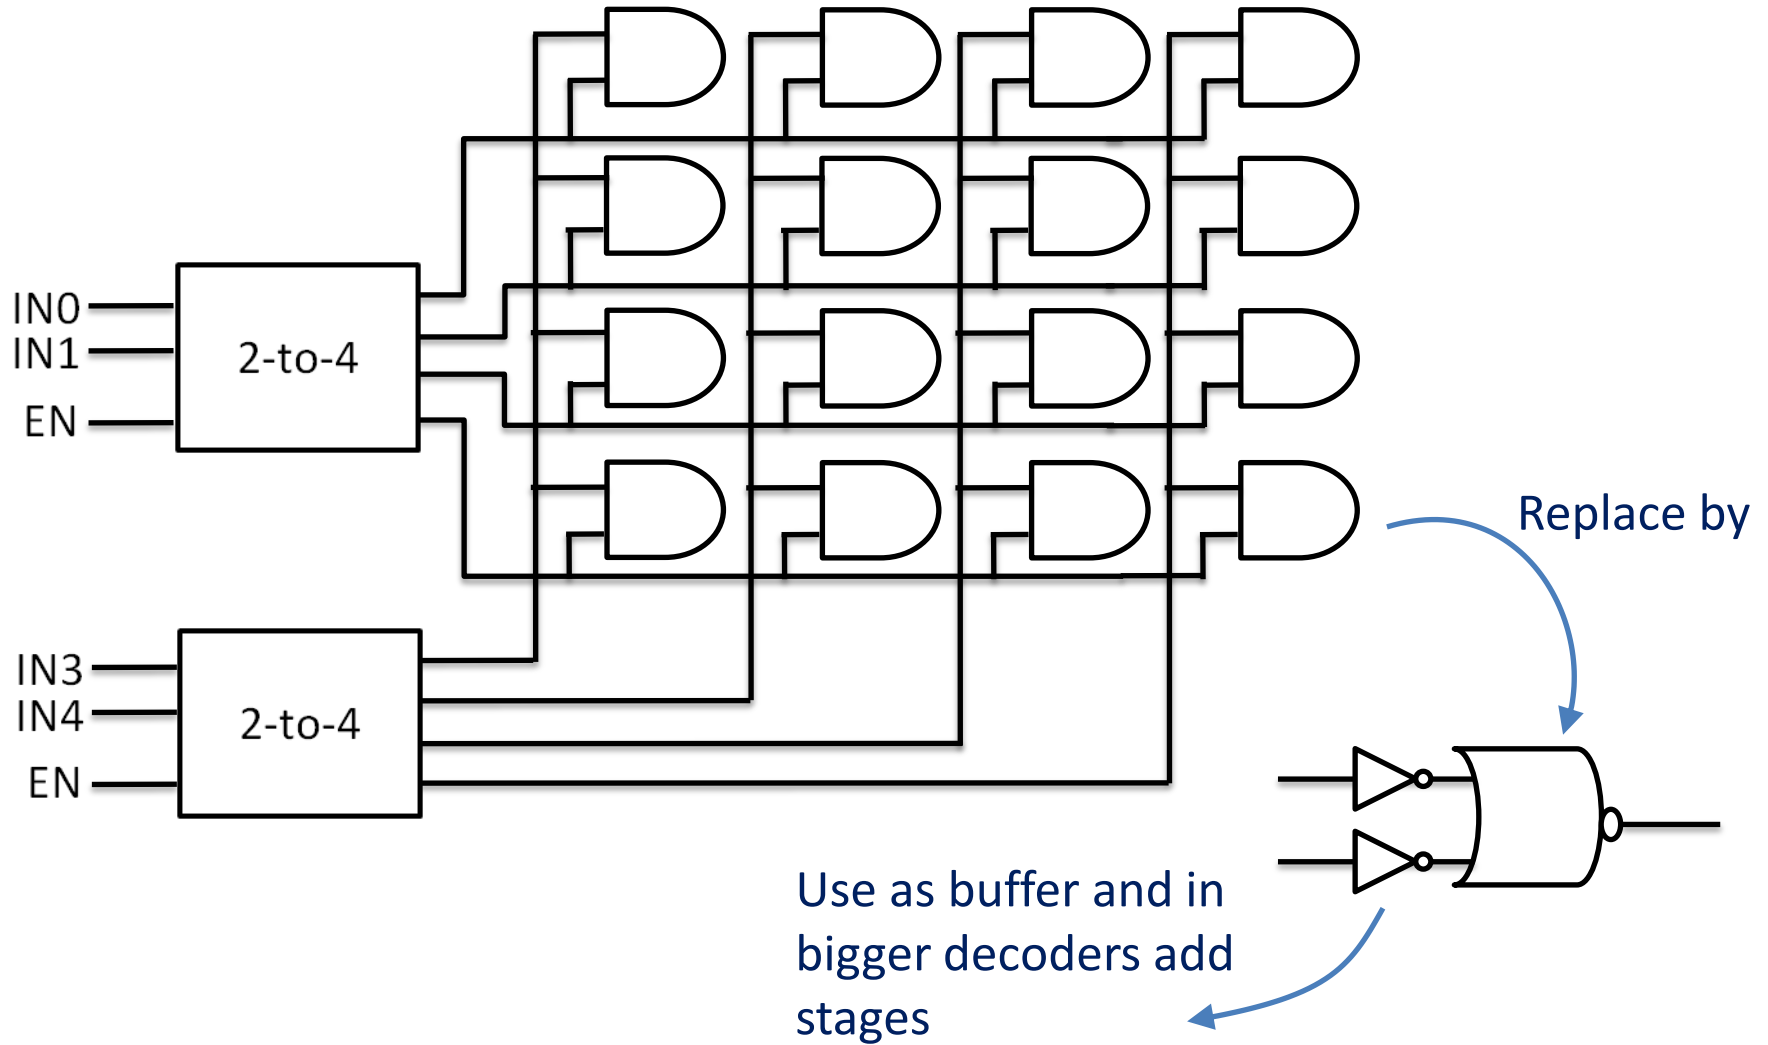 IN0
IN1
EN
2-to-4
IN3
IN4
EN
2-to-4
Replace by
Use as buffer and in
bigger decoders add
stages